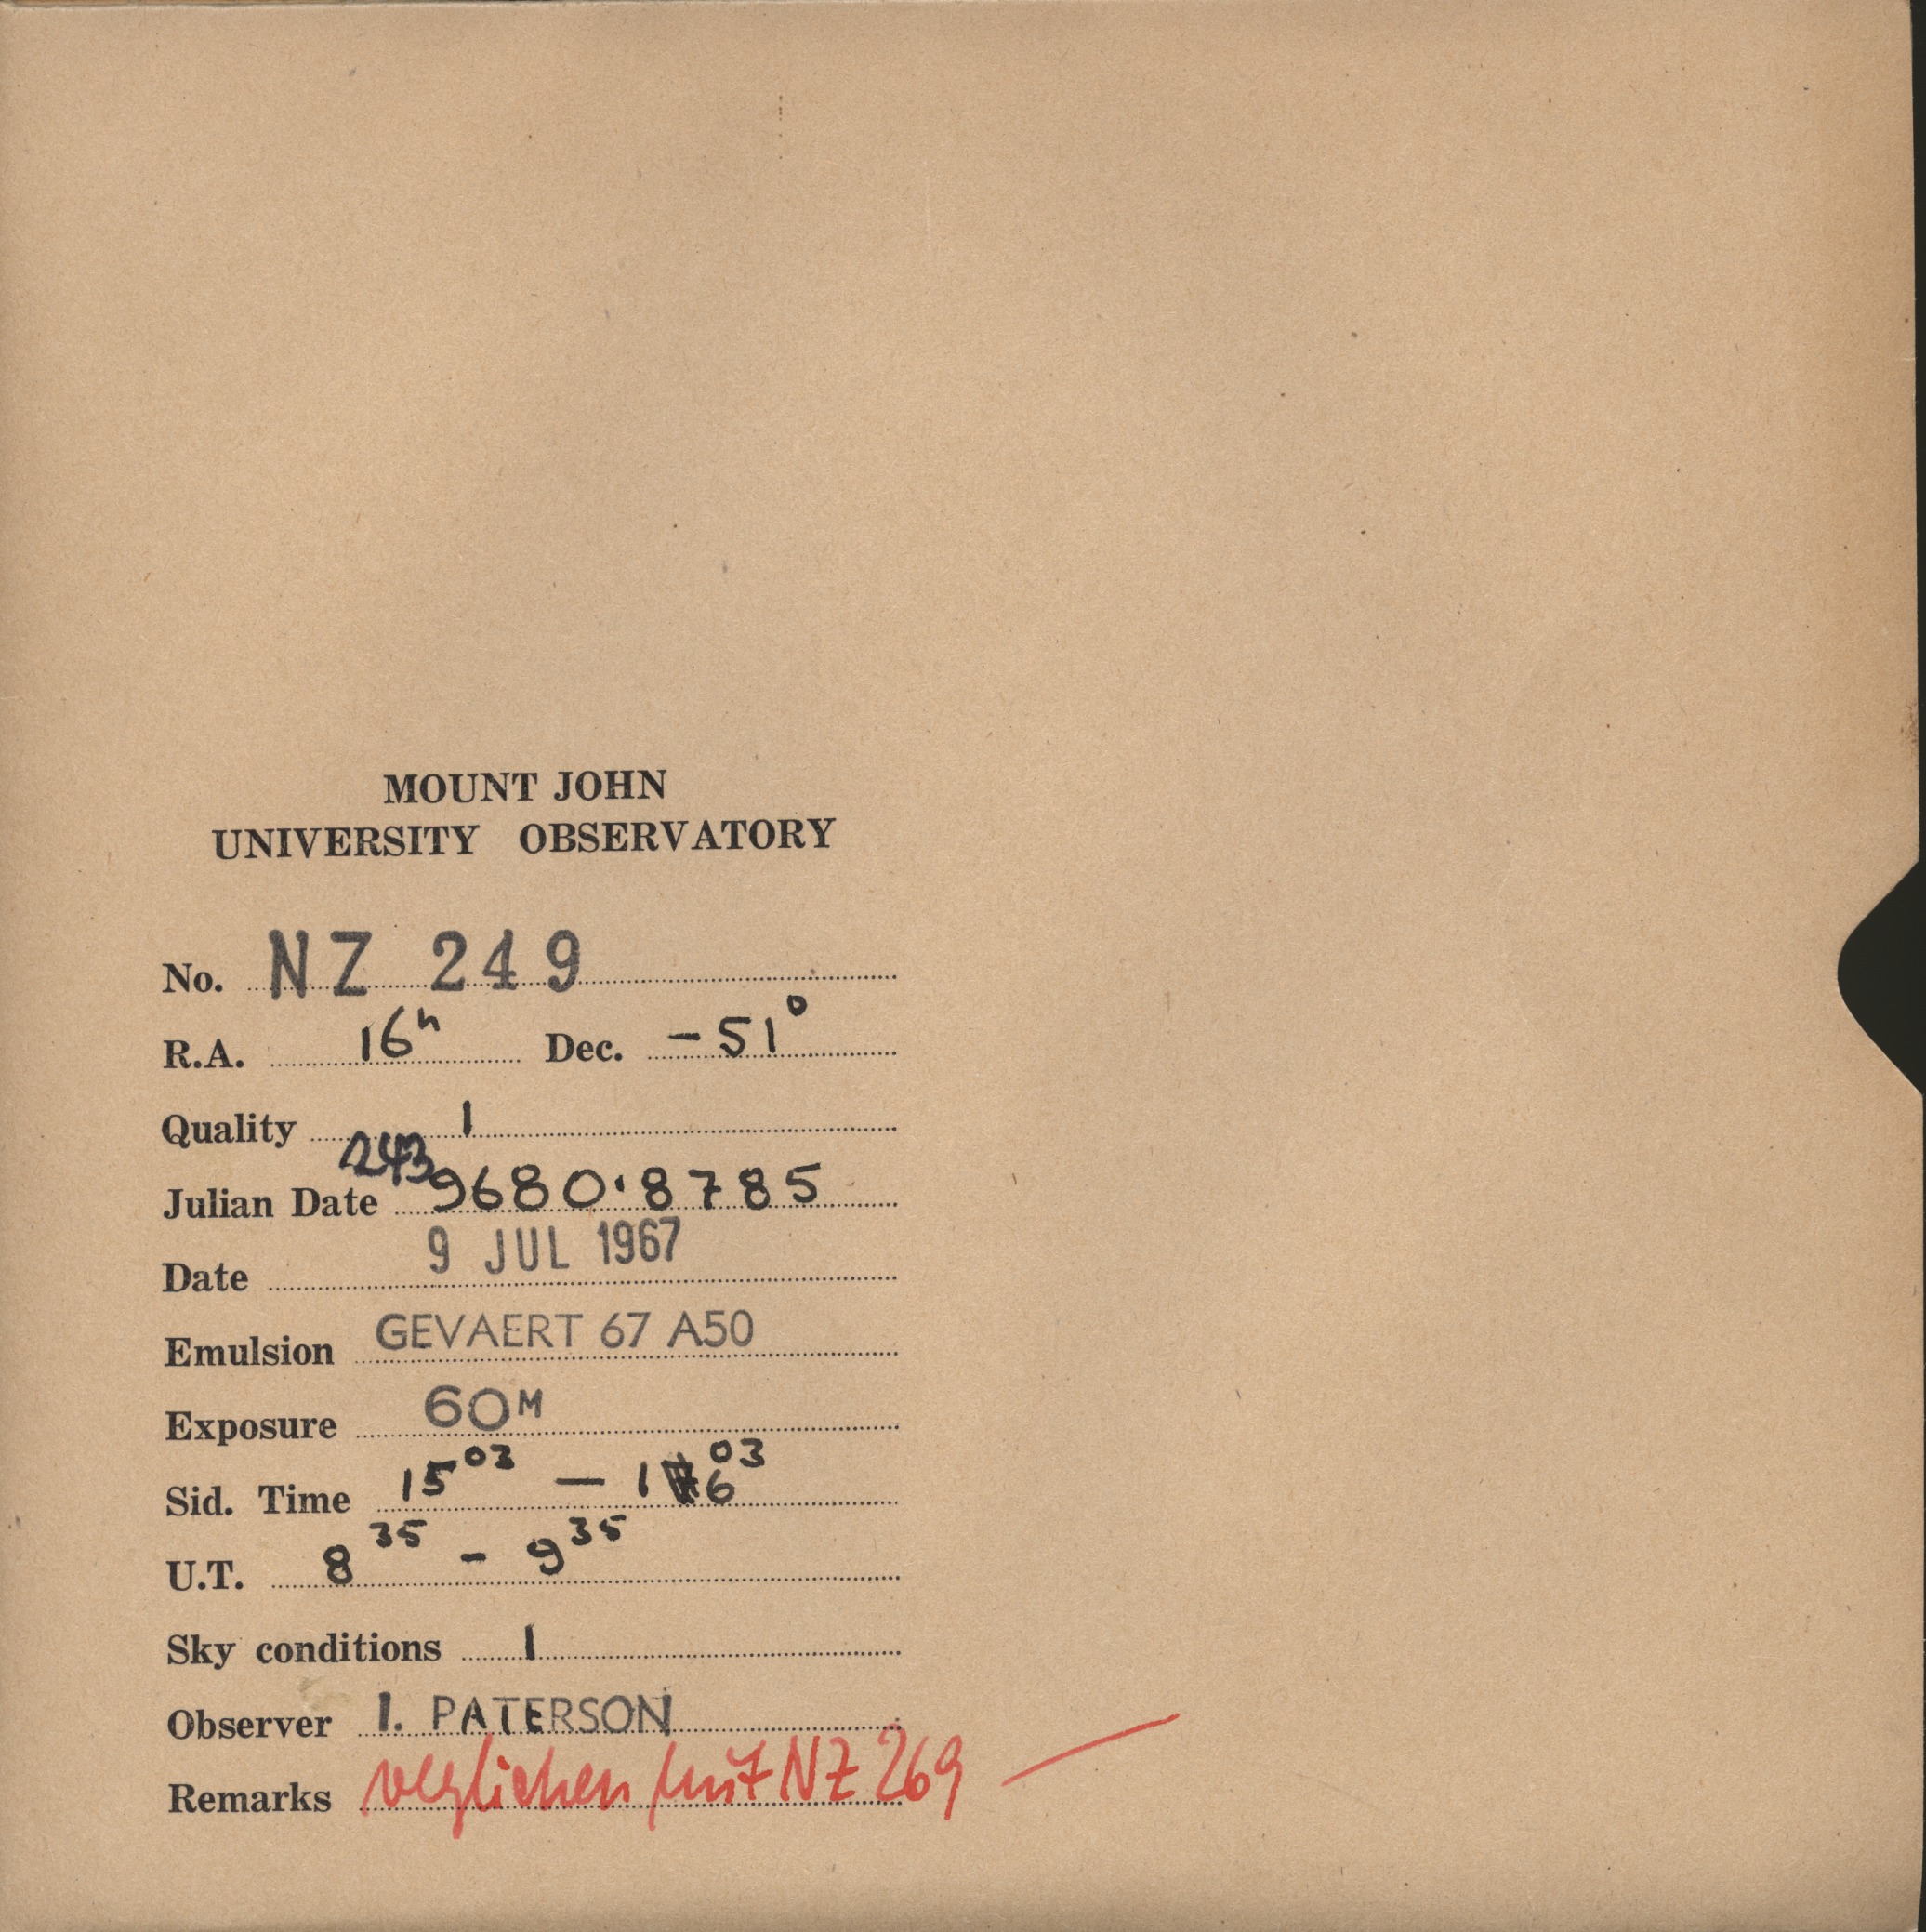 MOUNT JOHN
UNIVERSITY OBSERVATORY
No. NZ 249
R.A. 16h Dec. -51°
Quality 1
Julian Date 2439680.8785
Date 9 JUL 1967
Emulsion GEVAERT 67 A50
Exposure 60M
Sid. Time 15 03 — 16 03
U.T. 8 35 - 9 35
Sky conditions 1
Observer I. PATERSON
Remarks verglichen mit NZ 269 —